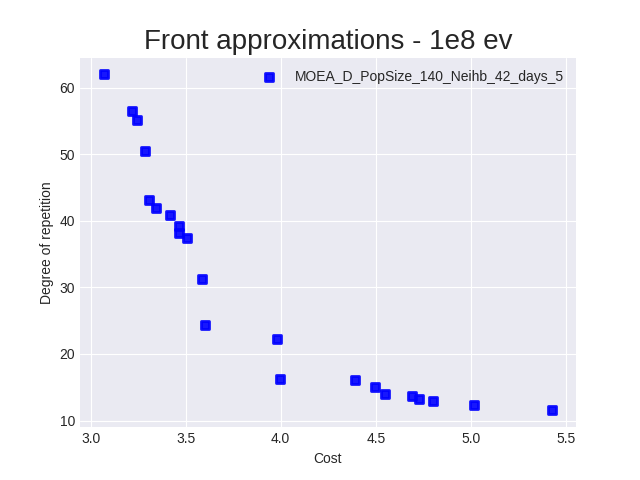 Front approximations - 1e8 ev
MOEA_D_PopSize_140_Neihb_42_days_5
Degree of repetition
60
50
40
30
20
10
3.0 3.5 4.0 4.5 5.0 5.5
Cost